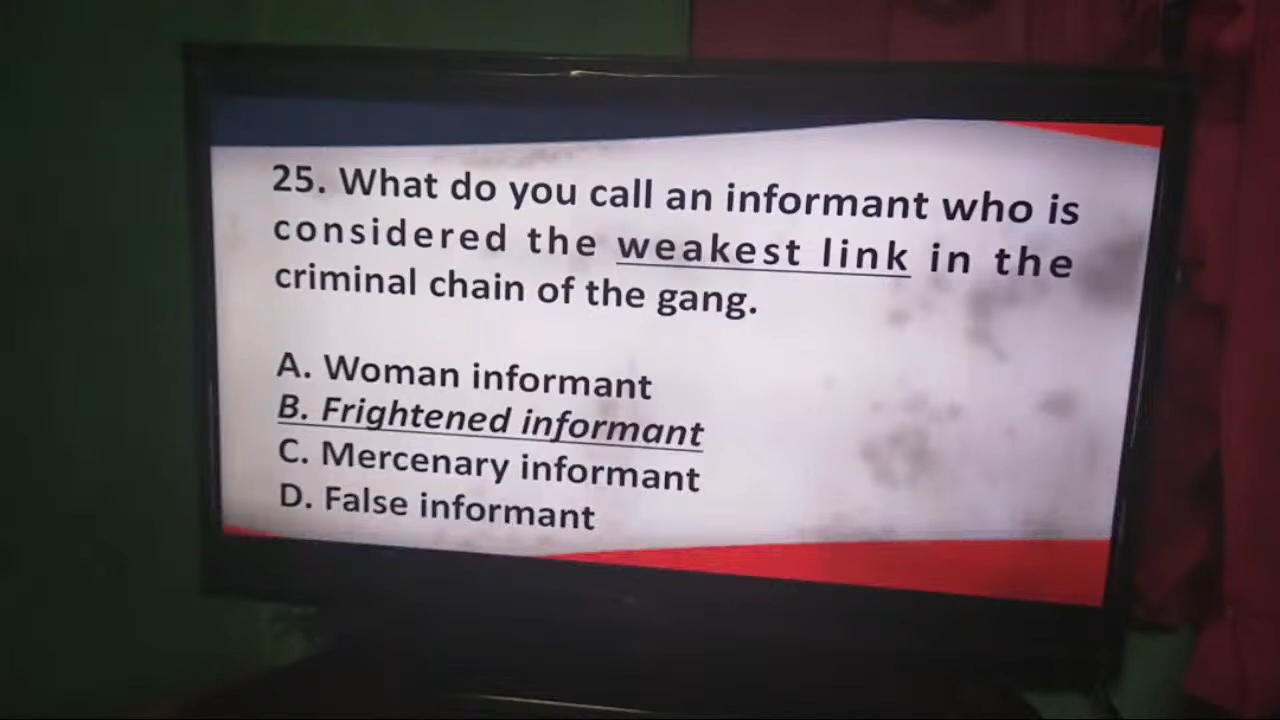 25. What do you call an informant who is
considered the weakest link in the
criminal chain of the gang.
A. Woman informant
B. Frightened informant
C. Mercenary informant
D. False informant